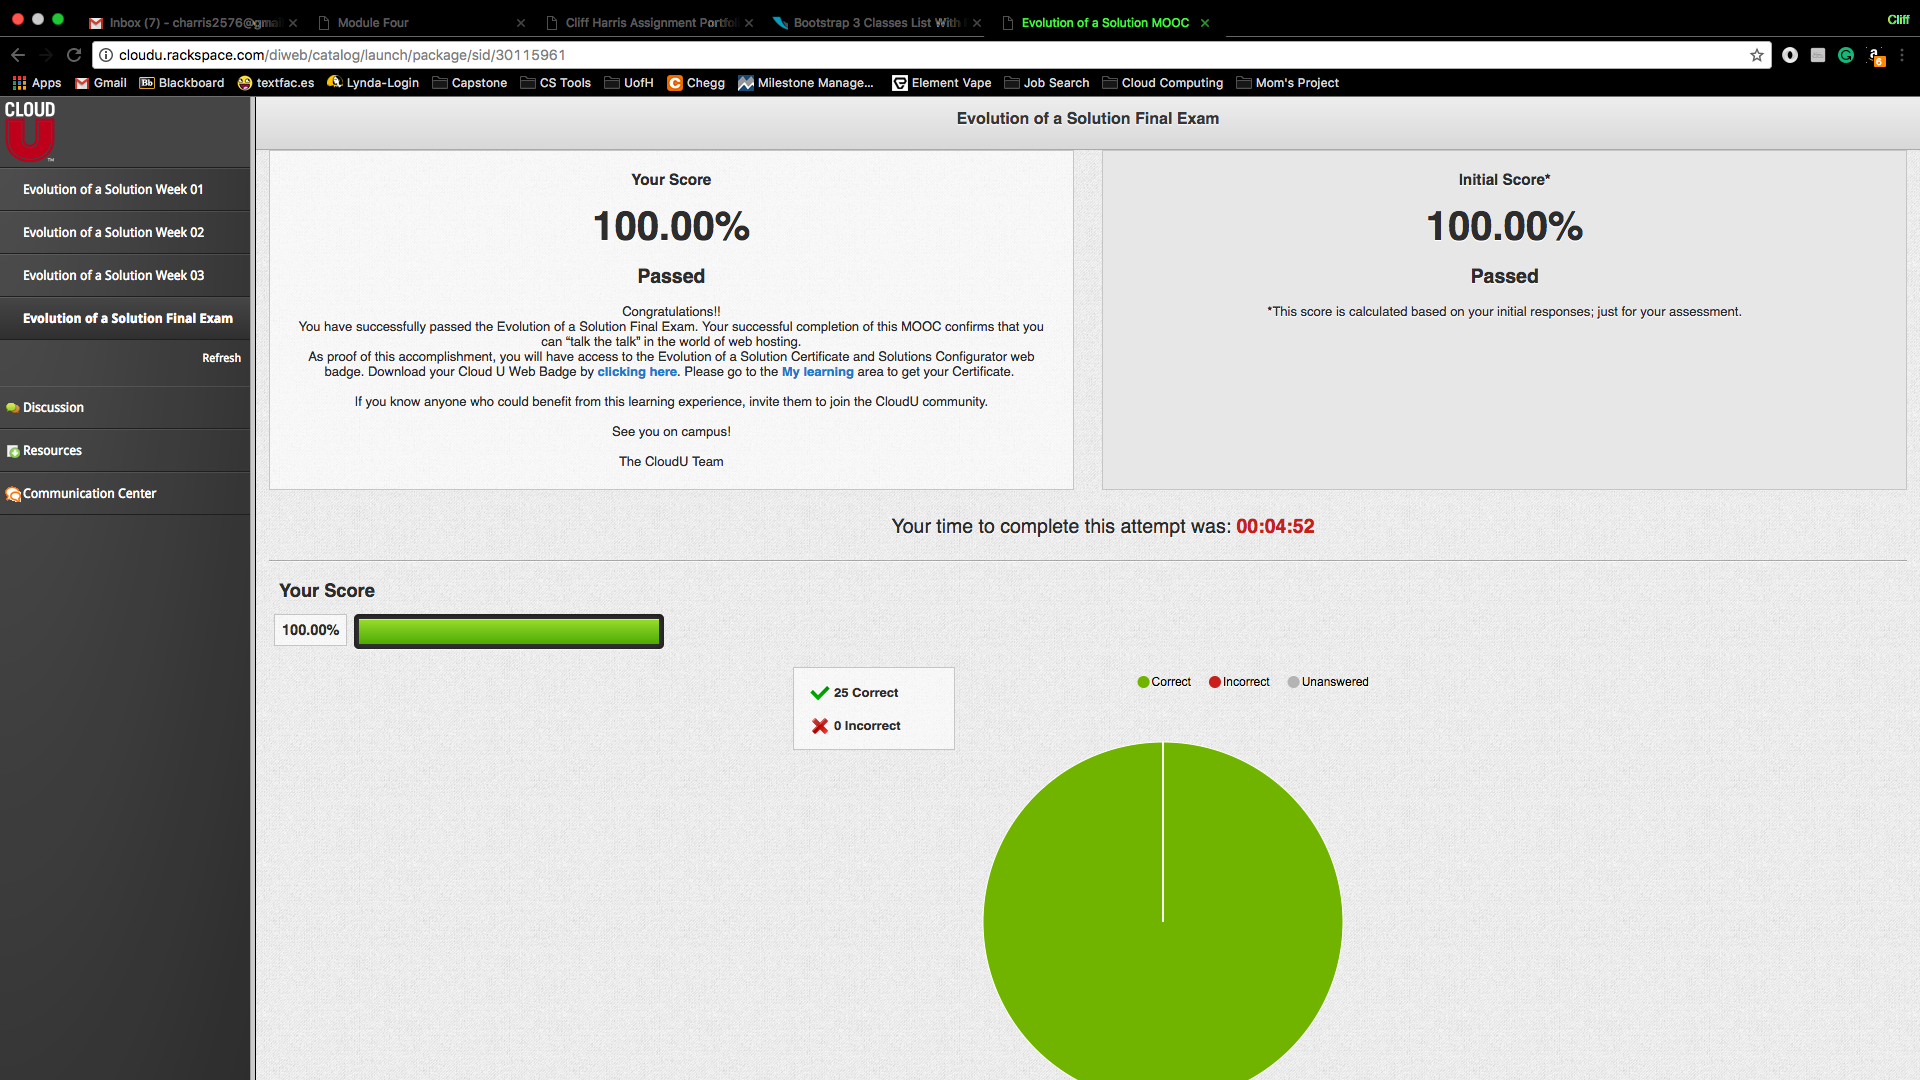 Inbox (7) - charris2576@gmai
Module Four
Cliff Harris Assignment Portfol
Bootstrap 3 Classes List With
Evolution of a Solution MOOC
Cliff
cloudu.rackspace.com/diweb/catalog/launch/package/sid/30115961
6
Apps
Gmail
Bb
Blackboard
textfac.es
Lynda-Login
Capstone
CS Tools
UofH
C
Chegg
Milestone Manage...
Element Vape
Job Search
Cloud Computing
Mom's Project
CLOUD
U
TM
Evolution of a Solution Final Exam
Evolution of a Solution Week 01
Evolution of a Solution Week 02
Evolution of a Solution Week 03
Evolution of a Solution Final Exam
Refresh
Discussion
Resources
Communication Center
Your Score
100.00%
Passed
Congratulations!!
You have successfully passed the Evolution of a Solution Final Exam. Your successful completion of this MOOC confirms that you
can “talk the talk” in the world of web hosting.
As proof of this accomplishment, you will have access to the Evolution of a Solution Certificate and Solutions Configurator web
badge. Download your Cloud U Web Badge by clicking here. Please go to the My learning area to get your Certificate.
If you know anyone who could benefit from this learning experience, invite them to join the CloudU community.
See you on campus!
The CloudU Team
Initial Score*
100.00%
Passed
*This score is calculated based on your initial responses; just for your assessment.
Your time to complete this attempt was: 00:04:52
Your Score
100.00%
25 Correct
0 Incorrect
Correct
Incorrect
Unanswered